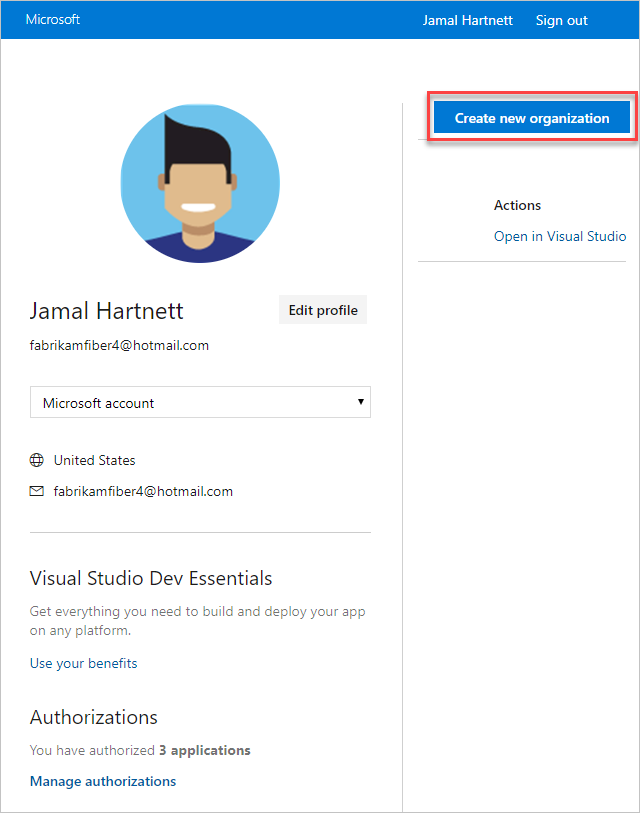 Microsoft
Jamal Hartnett
Sign out
Create new organization
Actions
Open in Visual Studio
Jamal Hartnett
Edit profile
fabrikamfiber4@hotmail.com
Microsoft account
United States
fabrikamfiber4@hotmail.com
Visual Studio Dev Essentials
Get everything you need to build and deploy your app
on any platform.
Use your benefits
Authorizations
You have authorized 3 applications
Manage authorizations